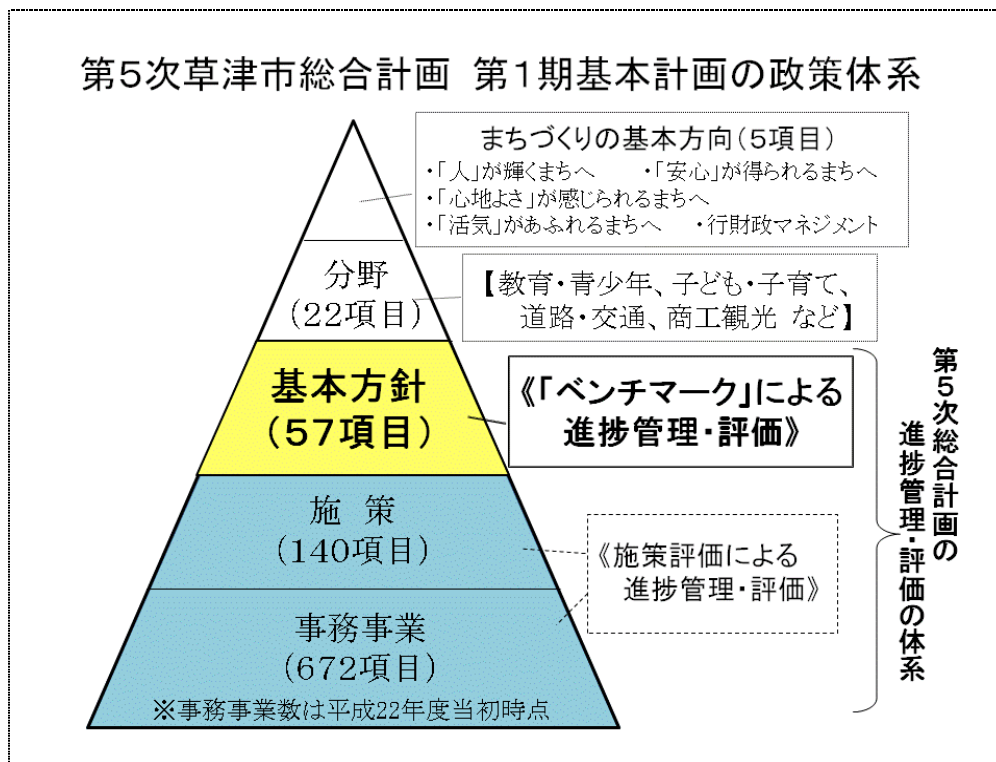 第5次草津市総合計画 第1期基本計画の政策体系
まちづくりの基本方向(5項目)
・「人」が輝くまちへ ・「安心」が得られるまちへ
・「心地よさ」が感じられるまちへ
・「活気」があふれるまちへ ・行財政マネジメント
分野
(22項目)
【教育・青少年、子ども・子育て、
道路・交通、商工観光 など】
基本方針
(57項目)
《「ベンチマーク」による
進捗管理・評価》
施 策
(140項目)
《施策評価による
進捗管理・評価》
事務事業
(672項目)
※事務事業数は平成22年度当初時点
第5次総合計画の
進捗管理・評価の体系